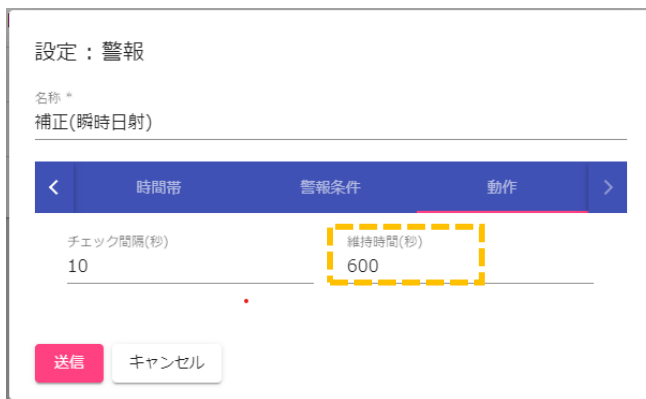 設定：警報
名称 *
補正(瞬時日射)
時間帯 警報条件 動作
チェック間隔(秒) 維持時間(秒)
10 600
送信 キャンセル